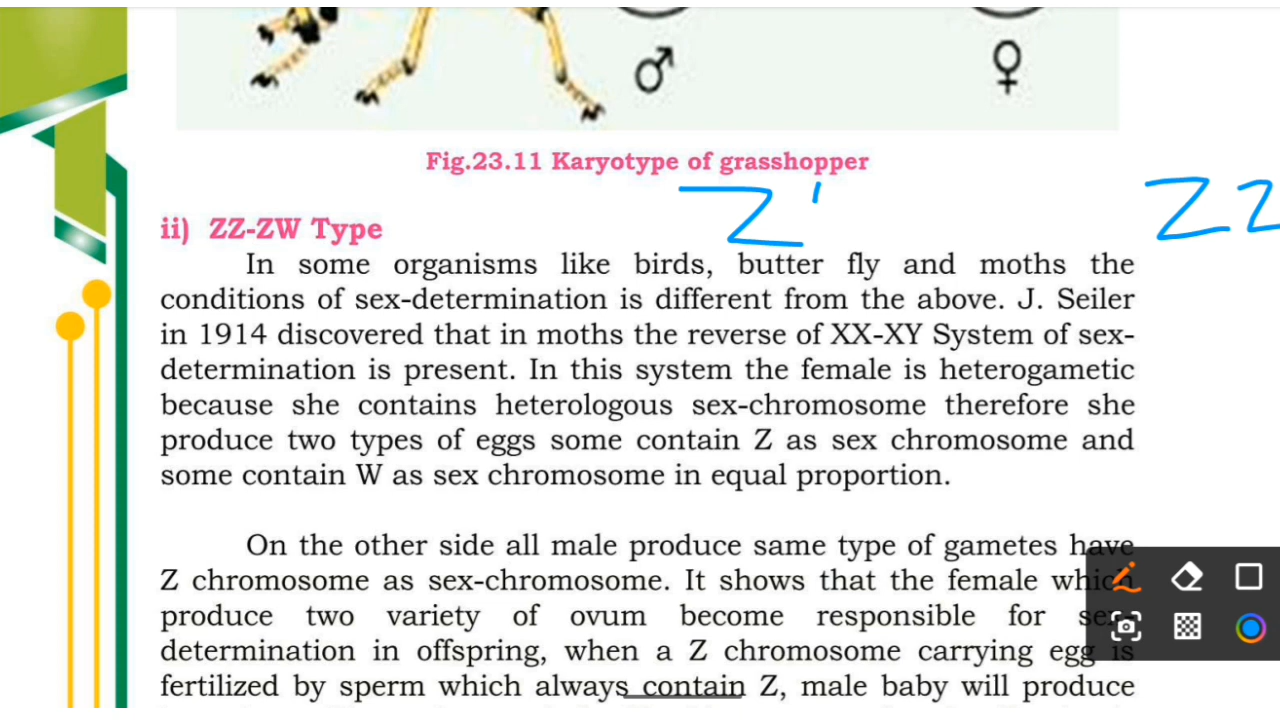 ♂ ♀
Fig.23.11 Karyotype of grasshopper
Z' ZZ
ii) ZZ-ZW Type
In some organisms like birds, butter fly and moths the
conditions of sex-determination is different from the above. J. Seiler
in 1914 discovered that in moths the reverse of XX-XY System of sex-
determination is present. In this system the female is heterogametic
because she contains heterologous sex-chromosome therefore she
produce two types of eggs some contain Z as sex chromosome and
some contain W as sex chromosome in equal proportion.
On the other side all male produce same type of gametes have
Z chromosome as sex-chromosome. It shows that the female which
produce two variety of ovum become responsible for sex-
determination in offspring, when a Z chromosome carrying egg is
fertilized by sperm which always contain Z, male baby will produce